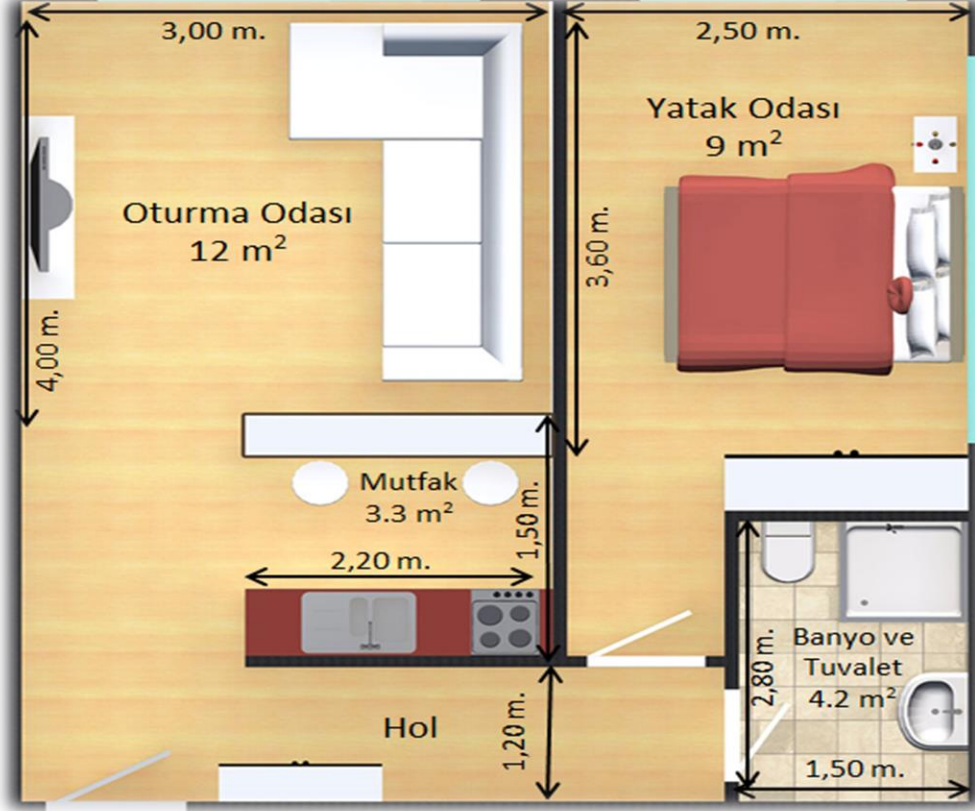 3,00 m.
2,50 m.
Yatak Odası
9 m²
Oturma Odası
12 m²
3,60 m.
4,00 m.
Mutfak
3.3 m²
1,50 m.
2,20 m.
Banyo ve
Tuvalet
4.2 m²
2,80 m.
Hol
1,20 m.
1,50 m.